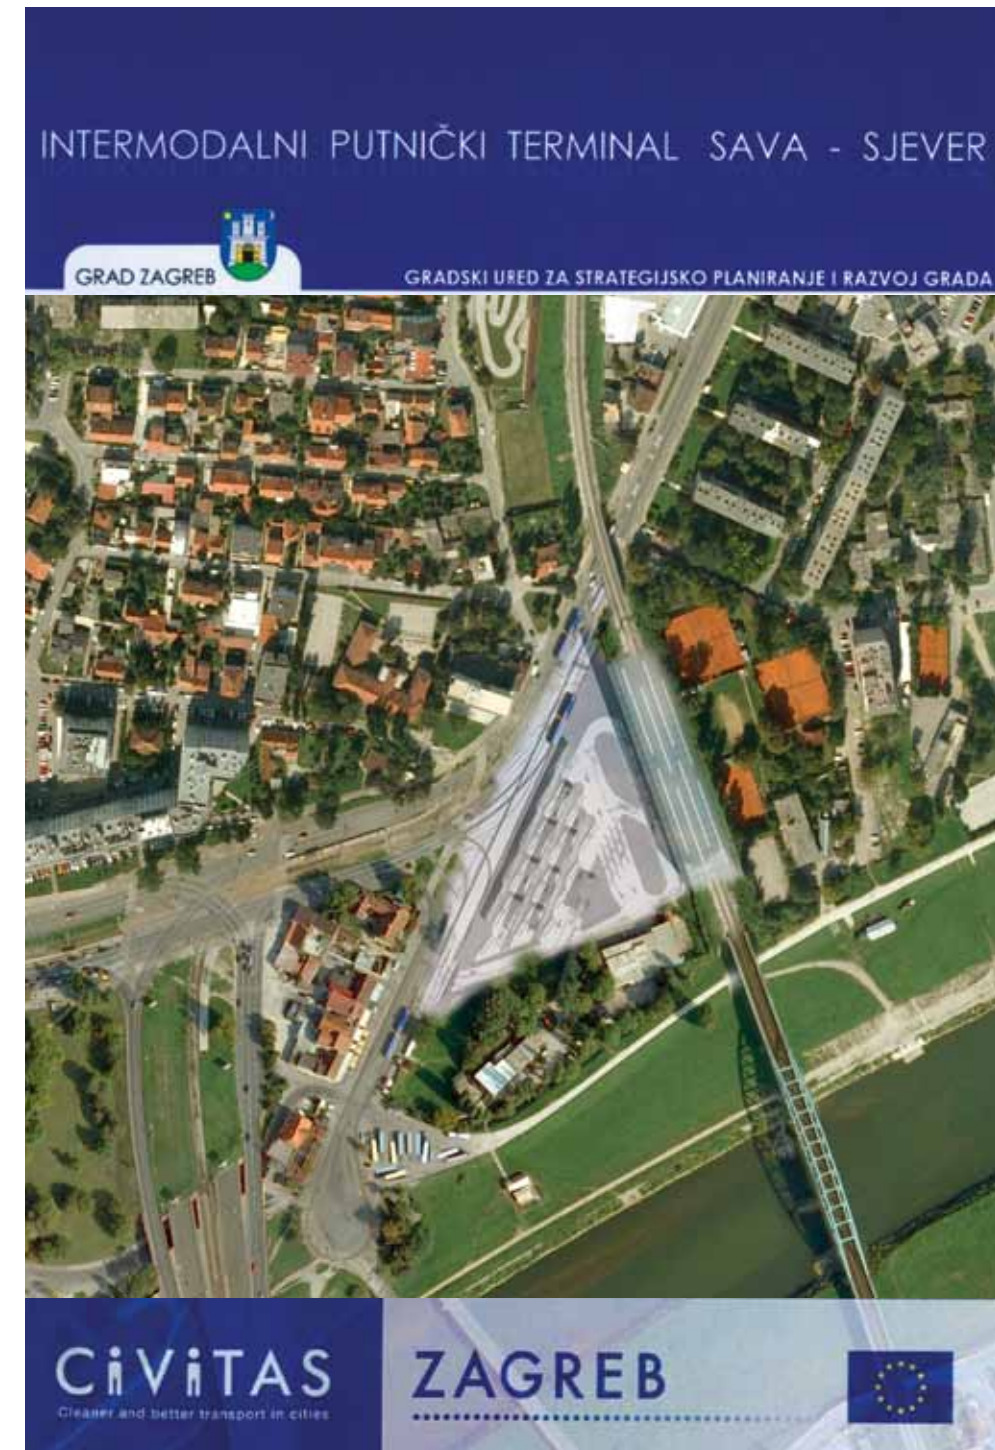 INTERMODALNI PUTNIČKI TERMINAL SAVA - SJEVER
GRAD ZAGREB
GRADSKI URED ZA STRATEGIJSKO PLANIRANJE I RAZVOJ GRADA
CiViTAS
Cleaner and better transport in cities
ZAGREB